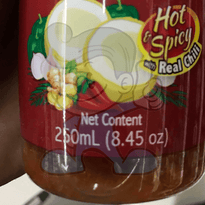 Hot
& Spicy
with Real Chili
Net Content
250mL (8.45 oz)